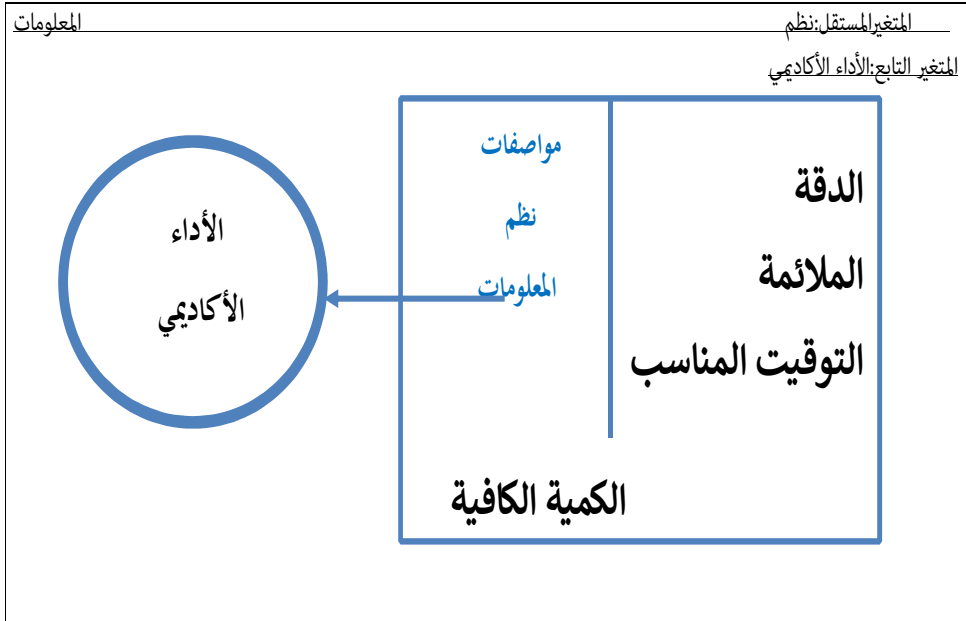 المتغيرالمستقل:نظم المعلومات
المتغير التابع:الأداء الأكاديمي
الدقة
الملائمة
التوقيت المناسب
الكمية الكافية
مواصفات
نظم
المعلومات
الأداء
الأكاديمي